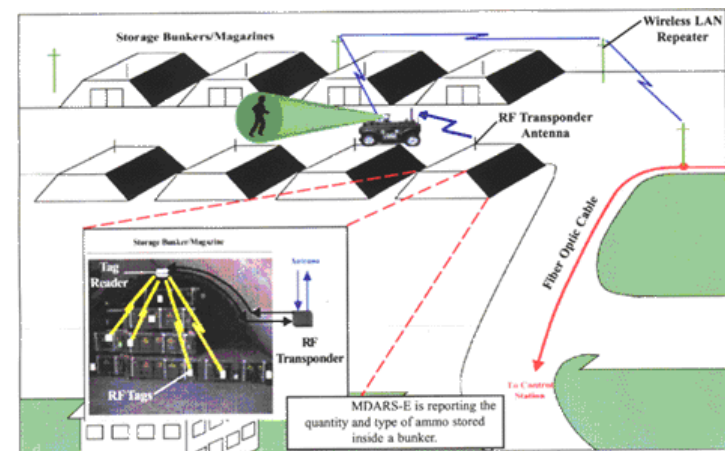 Storage Bunkers/Magazines
Wireless LAN
Repeater
RF Transponder
Antenna
Fiber Optic Cable
To Control
Station
Storage Bunker/Magazine
Tag
Reader
Antenna
RF
Transponder
RF Tags
MDARS-E is reporting the
quantity and type of ammo stored
inside a bunker.